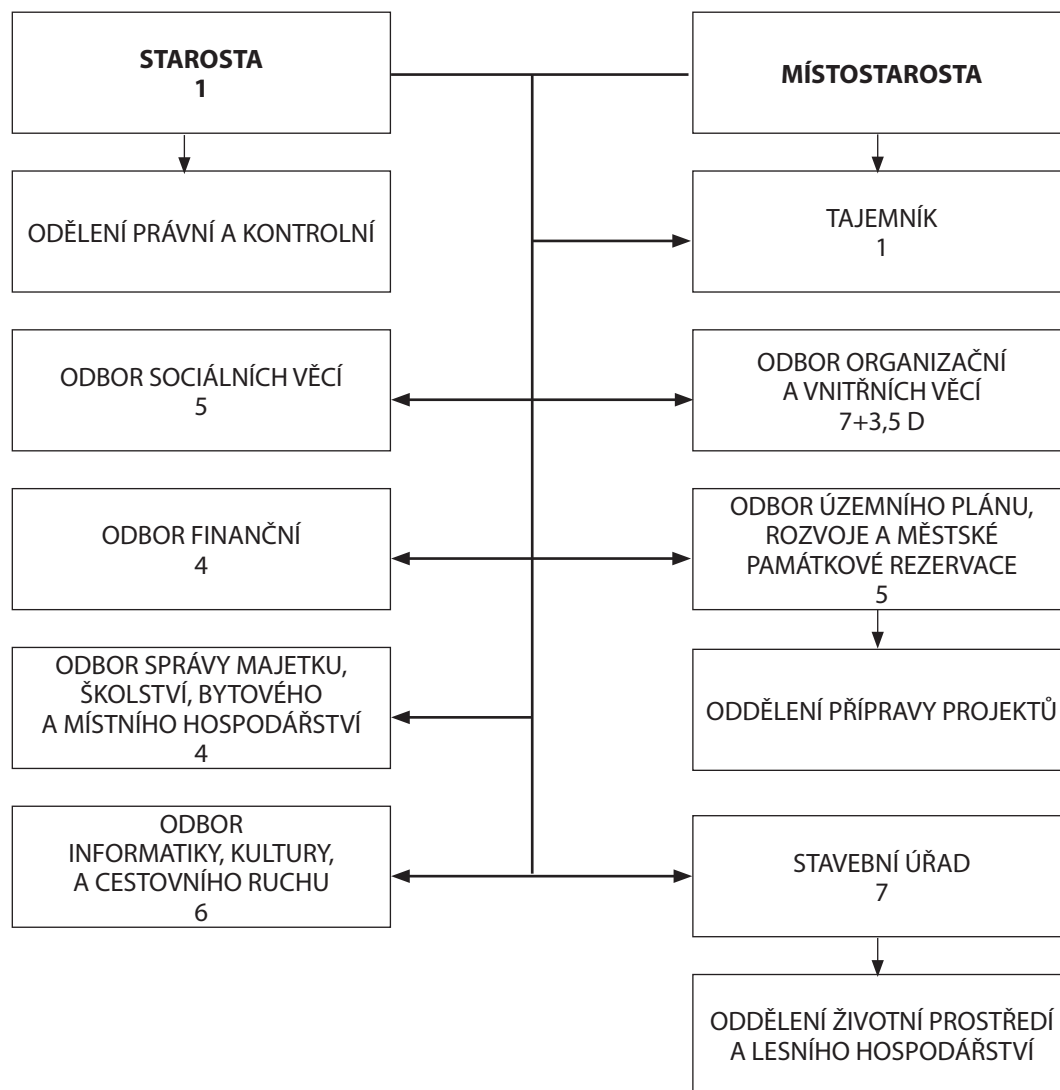 STAROSTA
1
MÍSTOSTAROSTA
ODĚLENÍ PRÁVNÍ A KONTROLNÍ
TAJEMNÍK
1
ODBOR SOCIÁLNÍCH VĚCÍ
5
ODBOR ORGANIZAČNÍ
A VNITŘNÍCH VĚCÍ
7+3,5 D
ODBOR FINANČNÍ
4
ODBOR ÚZEMNÍHO PLÁNU,
ROZVOJE A MĚSTSKÉ
PAMÁTKOVÉ REZERVACE
5
ODBOR SPRÁVY MAJETKU,
ŠKOLSTVÍ, BYTOVÉHO
A MÍSTNÍHO HOSPODÁŘSTVÍ
4
ODDĚLENÍ PŘÍPRAVY PROJEKTŮ
ODBOR
INFORMATIKY, KULTURY,
A CESTOVNÍHO RUCHU
6
STAVEBNÍ ÚŘAD
7
ODDĚLENÍ ŽIVOTNÍ PROSTŘEDÍ
A LESNÍHO HOSPODÁŘSTVÍ